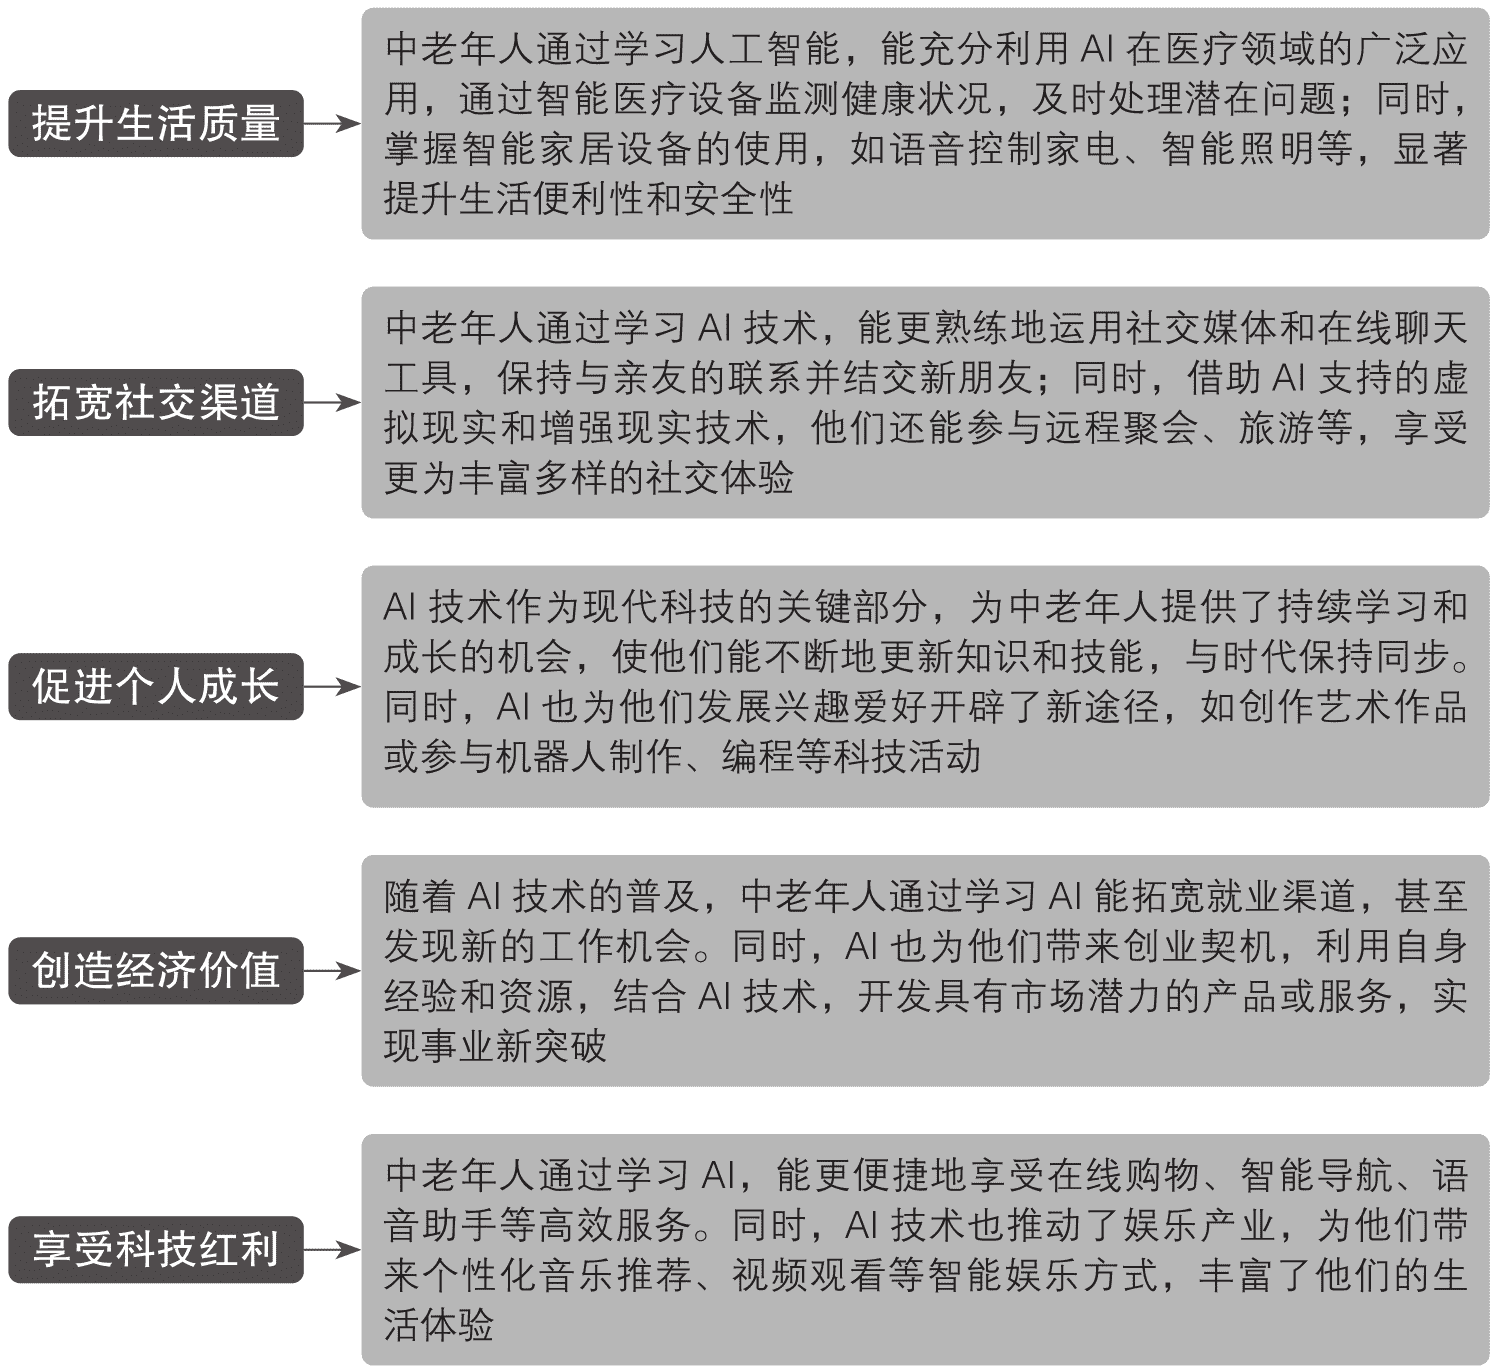 提升生活质量
中老年人通过学习人工智能，能充分利用 AI 在医疗领域的广泛应
用，通过智能医疗设备监测健康状况，及时处理潜在问题；同时，
掌握智能家居设备的使用，如语音控制家电、智能照明等，显著
提升生活便利性和安全性
拓宽社交渠道
中老年人通过学习 AI 技术，能更熟练地运用社交媒体和在线聊天
工具，保持与亲友的联系并结交新朋友；同时，借助 AI 支持的虚
拟现实和增强现实技术，他们还能参与远程聚会、旅游等，享受
更为丰富多样的社交体验
促进个人成长
AI 技术作为现代科技的关键部分，为中老年人提供了持续学习和
成长的机会，使他们能不断地更新知识和技能，与时代保持同步。
同时，AI 也为他们发展兴趣爱好开辟了新途径，如创作艺术作品
或参与机器人制作、编程等科技活动
创造经济价值
随着 AI 技术的普及，中老年人通过学习 AI 能拓宽就业渠道，甚至
发现新的工作机会。同时，AI 也为他们带来创业契机，利用自身
经验和资源，结合 AI 技术，开发具有市场潜力的产品或服务，实
现事业新突破
享受科技红利
中老年人通过学习 AI，能更便捷地享受在线购物、智能导航、语
音助手等高效服务。同时，AI 技术也推动了娱乐产业，为他们带
来个性化音乐推荐、视频观看等智能娱乐方式，丰富了他们的生
活体验